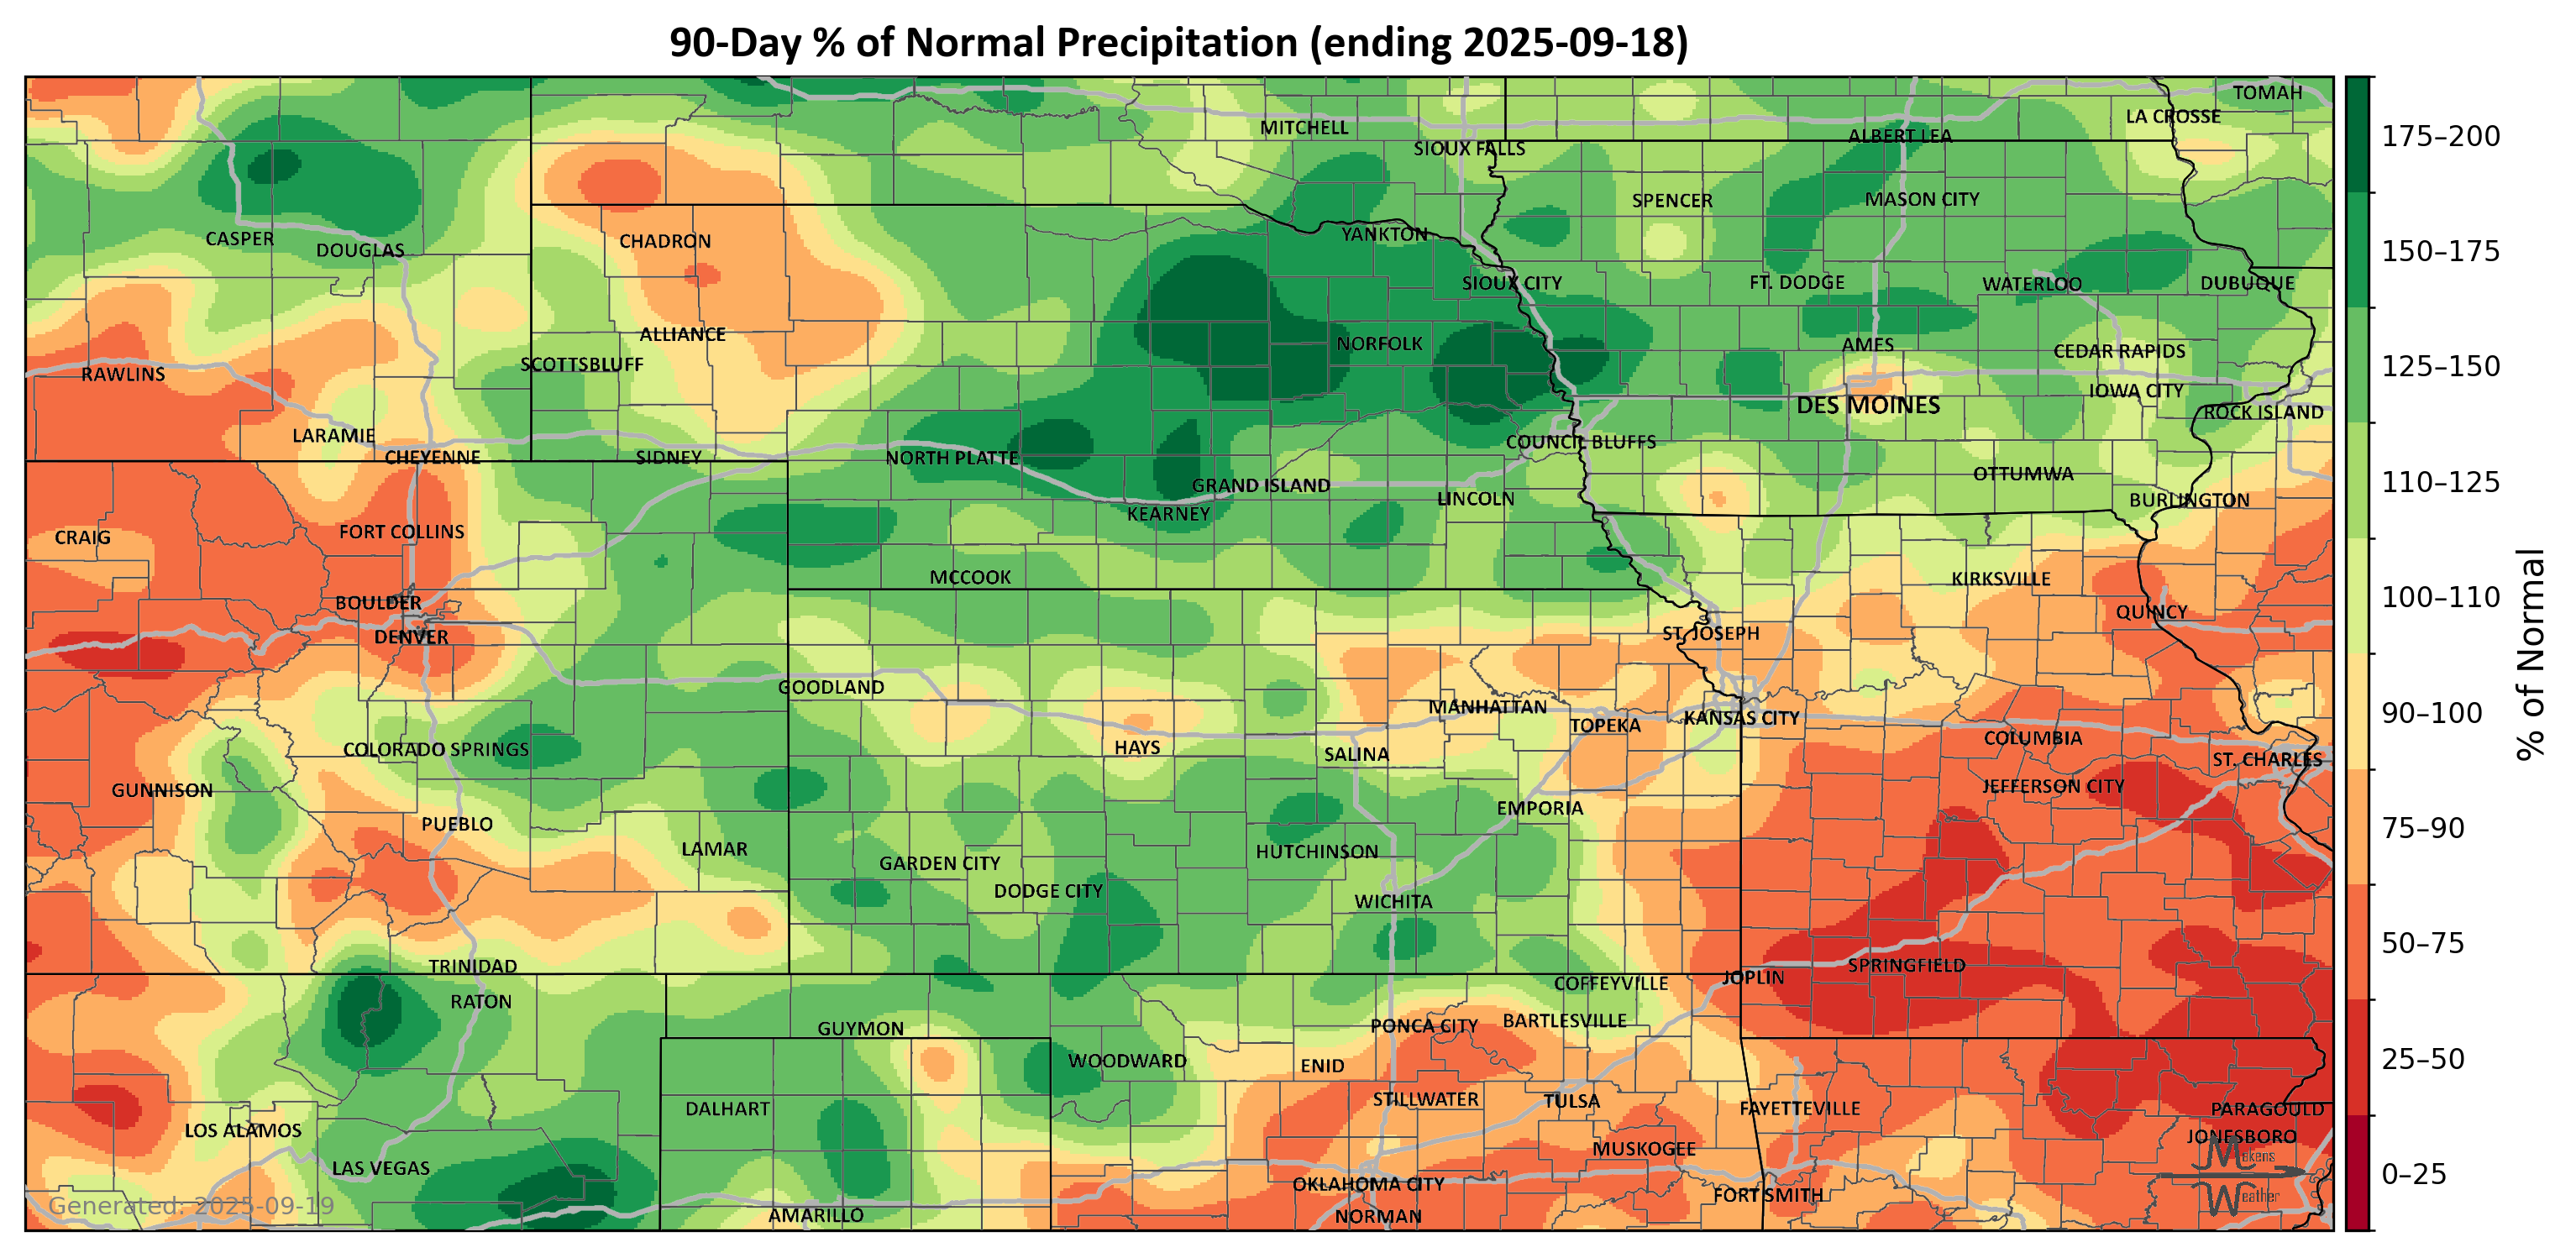 90-Day % of Normal Precipitation (ending 2025-09-18)
TOMAH
LA CROSSE
MITCHELL
ALBERT LEA
SIOUX FALLS
SPENCER
MASON CITY
CASPER
CHADRON
YANKTON
DOUGLAS
SIOUX CITY
FT. DODGE
WATERLOO
DUBUQUE
ALLIANCE
NORFOLK
AMES
CEDAR RAPIDS
SCOTTSBLUFF
RAWLINS
IOWA CITY
DES MOINES
ROCK ISLAND
LARAMIE
COUNCIL BLUFFS
CHEYENNE
SIDNEY
NORTH PLATTE
OTTUMWA
GRAND ISLAND
LINCOLN
BURLINGTON
KEARNEY
FORT COLLINS
CRAIG
MCCOOK
KIRKSVILLE
BOULDER
QUINCY
DENVER
ST. JOSEPH
GOODLAND
MANHATTAN
TOPEKA
KANSAS CITY
COLUMBIA
COLORADO SPRINGS
HAYS
SALINA
ST. CHARLES
GUNNISON
JEFFERSON CITY
EMPORIA
PUEBLO
LAMAR
HUTCHINSON
GARDEN CITY
DODGE CITY
WICHITA
TRINIDAD
SPRINGFIELD
JOPLIN
COFFEYVILLE
RATON
GUYMON
PONCA CITY
BARTLESVILLE
WOODWARD
ENID
STILLWATER
TULSA
DALHART
FAYETTEVILLE
PARAGOULD
LOS ALAMOS
JONESBORO
MUSKOGEE
LAS VEGAS
OKLAHOMA CITY
FORT SMITH
AMARILLO
NORMAN
Makens
Weather
Generated: 2025-09-19
175–200
150–175
125–150
110–125
100–110
90–100
75–90
50–75
25–50
0–25
% of Normal